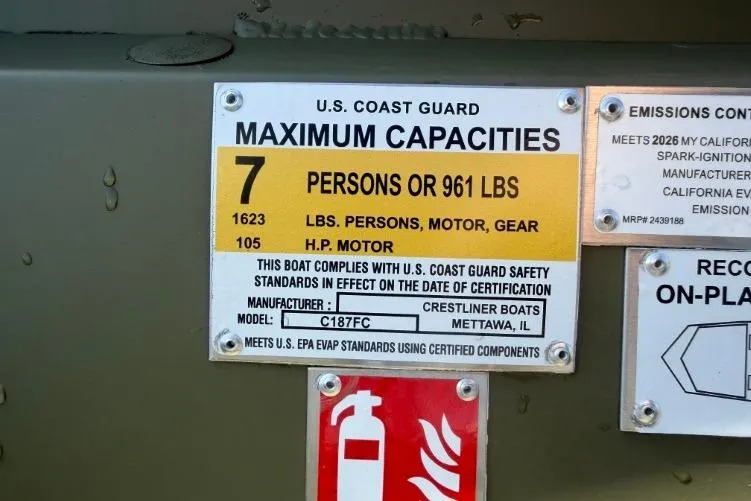 U.S. COAST GUARD
MAXIMUM CAPACITIES
7 PERSONS OR 961 LBS
1623 LBS. PERSONS, MOTOR, GEAR
105 H.P. MOTOR
THIS BOAT COMPLIES WITH U.S. COAST GUARD SAFETY
STANDARDS IN EFFECT ON THE DATE OF CERTIFICATION
MANUFACTURER : CRESTLINER BOATS
MODEL: C187FC METTAWA, IL
MEETS U.S. EPA EVAP STANDARDS USING CERTIFIED COMPONENTS
EMISSIONS CONT
MEETS 2026 MY CALIFOR
SPARK-IGNITION
MANUFACTURER
CALIFORNIA EV
EMISSION
MRP# 2439188
RECO
ON-PLA